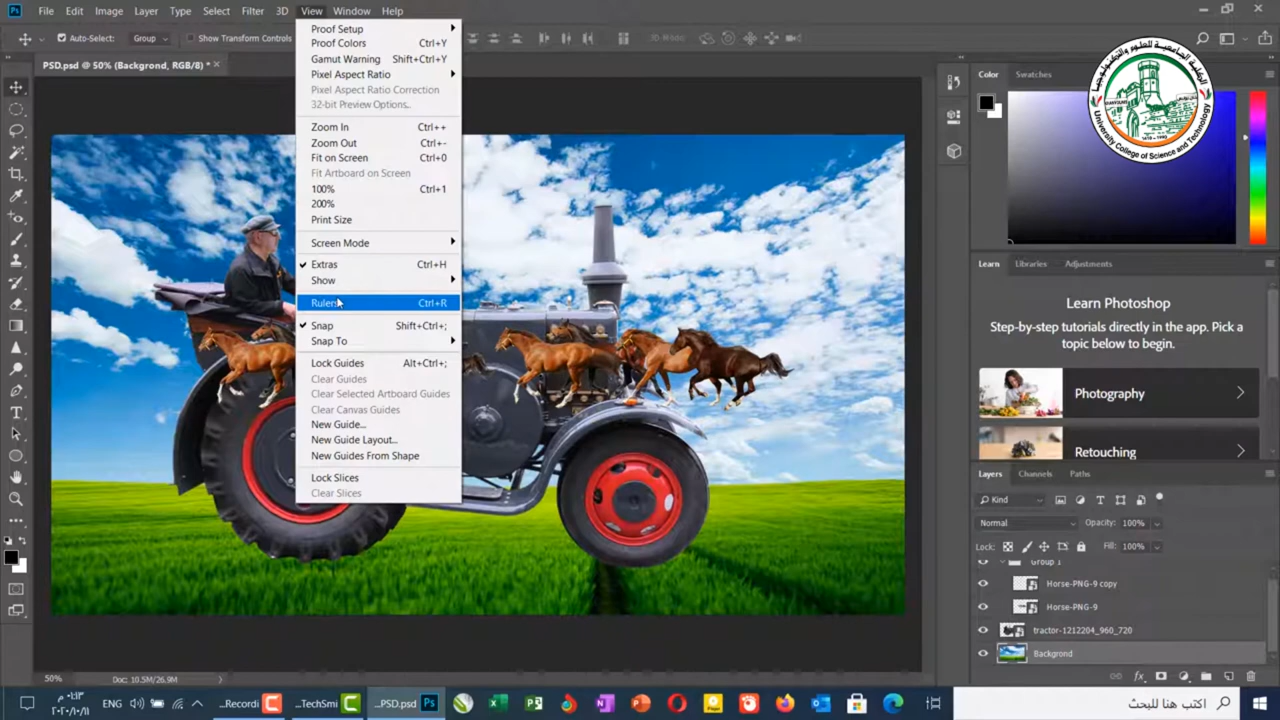 Ps File Edit Image Layer Type Select Filter 3D View Window Help
Auto-Select: Group Show Transform Controls
PSD.psd @ 50% (Backgrond, RGB/8) *
Proof Setup
Proof Colors Ctrl+Y
Gamut Warning Shift+Ctrl+Y
Pixel Aspect Ratio
Pixel Aspect Ratio Correction
32-bit Preview Options...
Zoom In Ctrl++
Zoom Out Ctrl+-
Fit on Screen Ctrl+0
Fit Artboard on Screen
100% Ctrl+1
200%
Print Size
Screen Mode
Extras Ctrl+H
Show
Rulers Ctrl+R
Snap Shift+Ctrl+;
Snap To
Lock Guides Alt+Ctrl+;
Clear Guides
Clear Selected Artboard Guides
Clear Canvas Guides
New Guide...
New Guide Layout...
New Guides From Shape
Lock Slices
Clear Slices
Color Swatches
الكلية الجامعية للعلوم والتكنولوجيا
University College of Science and Technology
Learn Libraries Adjustments
Learn Photoshop
Step-by-step tutorials directly in the app. Pick a
topic below to begin.
Photography
Retouching
Layers Channels Paths
Kind
Normal Opacity: 100%
Lock: Fill: 100%
Group 1
Horse-PNG-9 copy
Horse-PNG-9
tractor-1212204_960_720
Backgrond
50% Doc: 10.5M/26.9M
ENG
...Recordi
...TechSmi
...PSD.psd
اكتب هنا للبحث